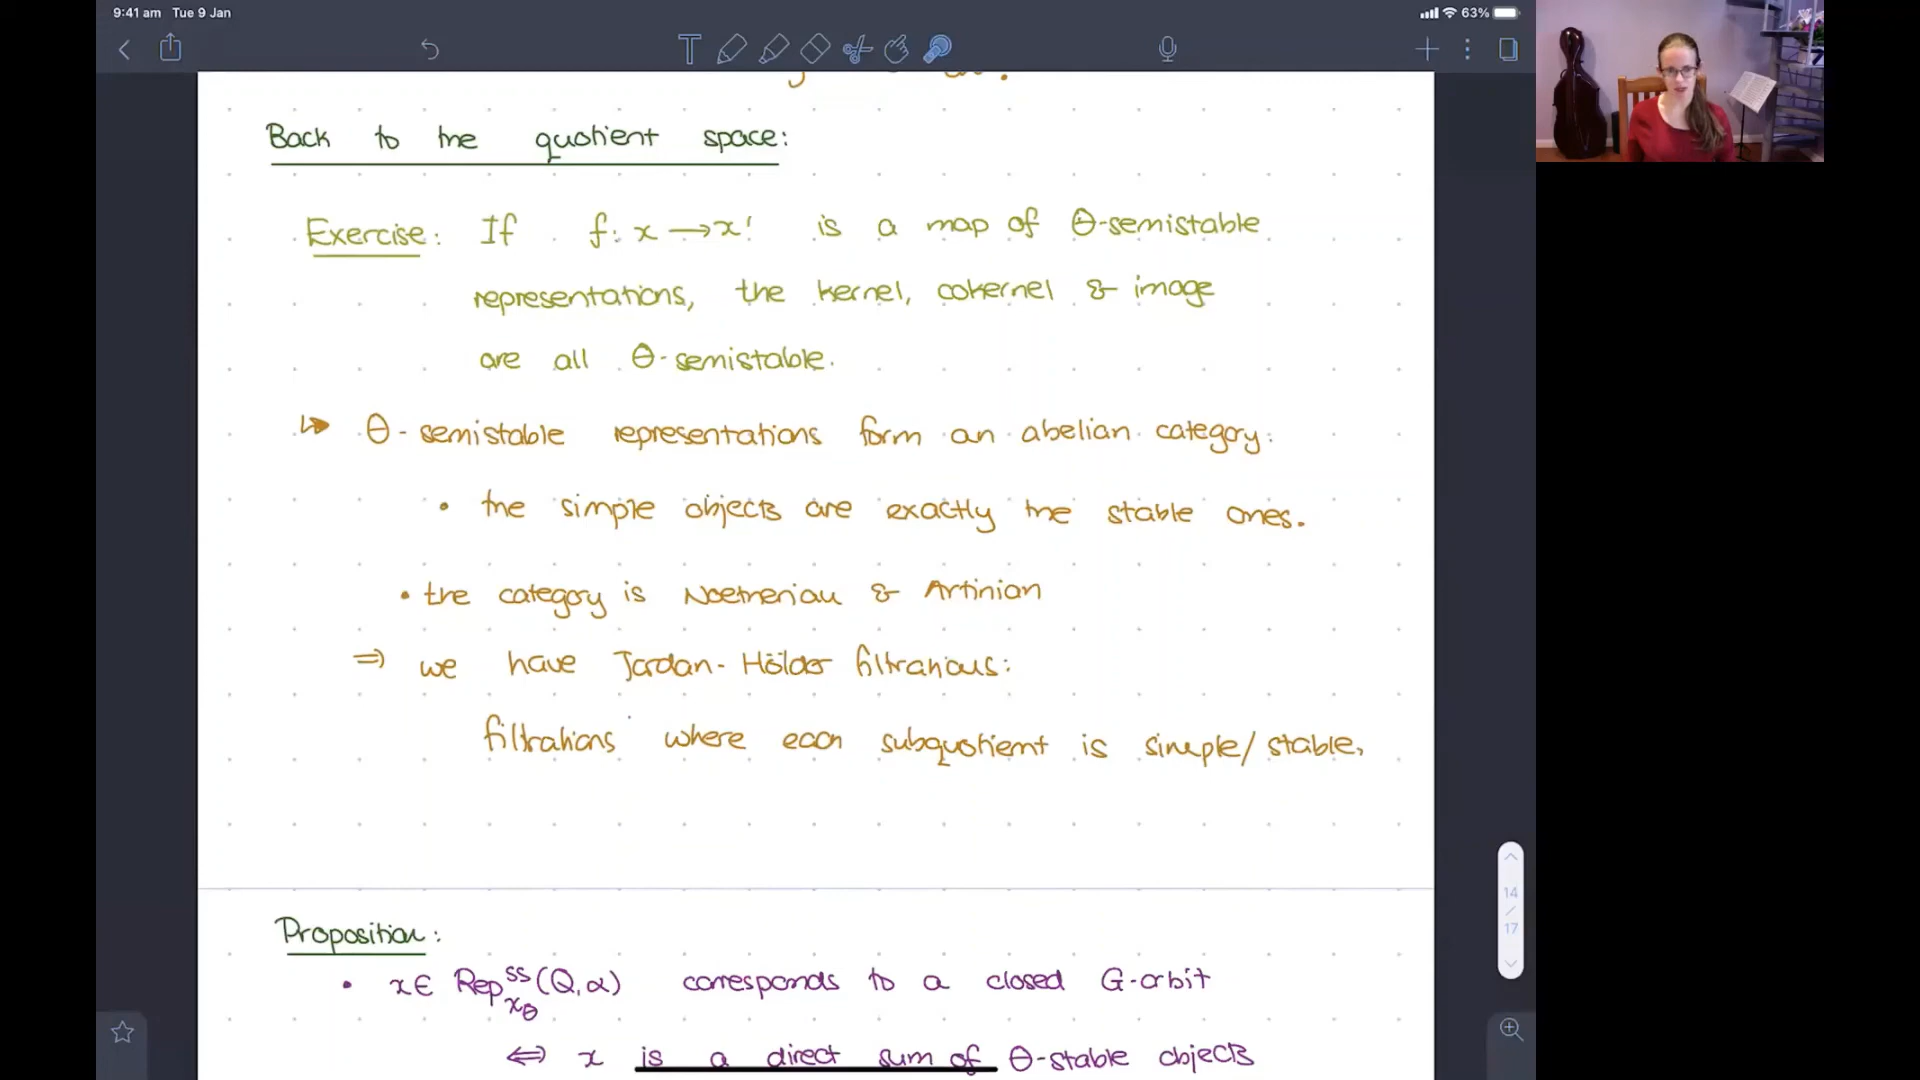 9:41 am Tue 9 Jan
63%
Back to the quotient space:
Exercise: If f: x → x' is a map of θ-semistable
representations, the kernel, cokernel & image
are all θ-semistable.
↳ θ-semistable representations form an abelian category:
• the simple objects are exactly the stable ones.
• the category is Noetherian & Artinian
⇒ we have Jordan-Hölder filtrations:
filtrations where each subquotient is simple/stable,
14
/
17
Proposition:
• x ∈ Rep^{ss}_{χ_θ}(Q,α) corresponds to a closed G-orbit
⇔ x is a direct sum of θ-stable objects